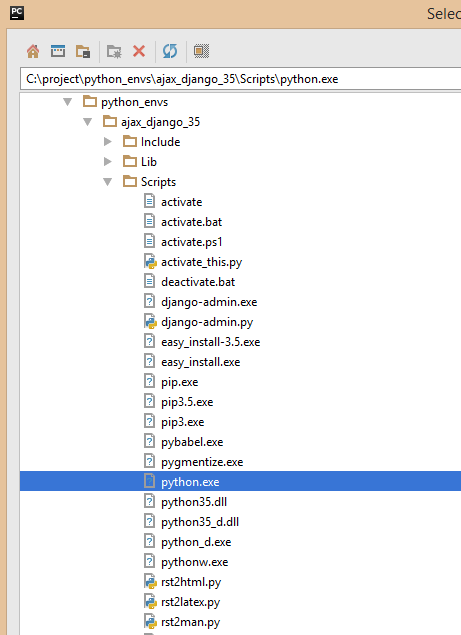 PC
Selec
C:\project\python_envs\ajax_django_35\Scripts\python.exe
python_envs
ajax_django_35
Include
Lib
Scripts
activate
activate.bat
activate.ps1
activate_this.py
deactivate.bat
django-admin.exe
django-admin.py
easy_install-3.5.exe
easy_install.exe
pip.exe
pip3.5.exe
pip3.exe
pybabel.exe
pygmentize.exe
python.exe
python35.dll
python35_d.dll
python_d.exe
pythonw.exe
rst2html.py
rst2latex.py
rst2man.py